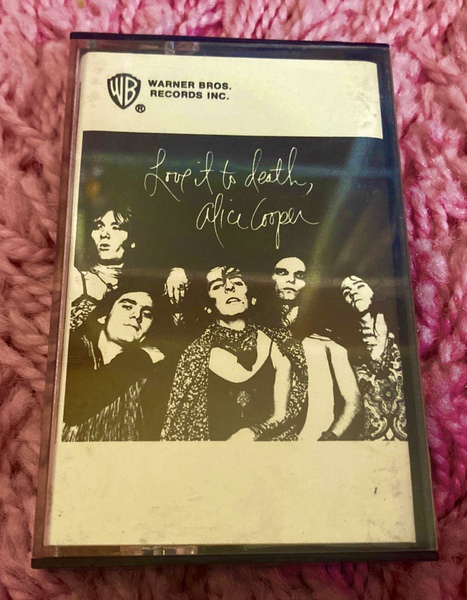 WB
WARNER BROS.
RECORDS INC.
®
Love it to death,
Alice Cooper